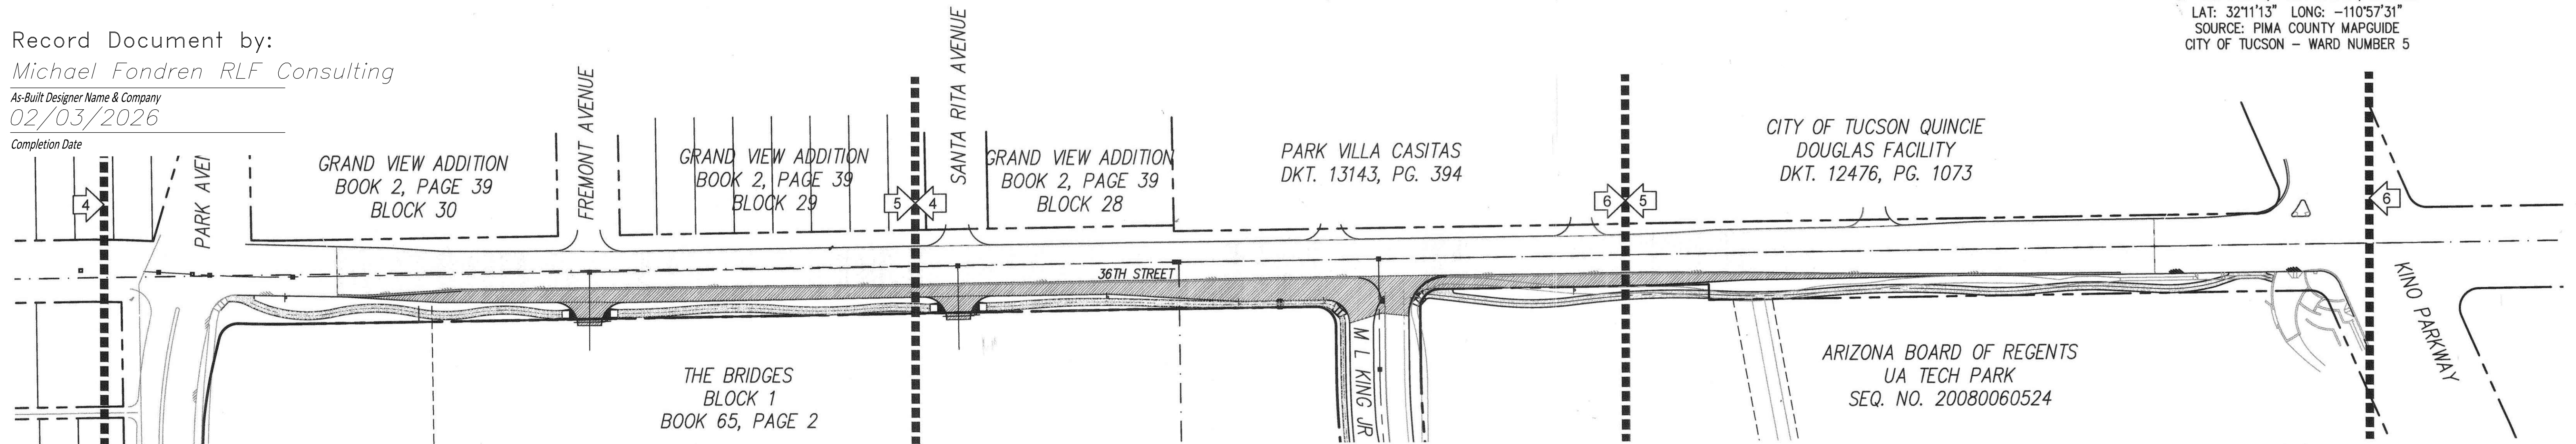 LAT: 32°11'13" LONG: -110°57'31"
SOURCE: PIMA COUNTY MAPGUIDE
CITY OF TUCSON – WARD NUMBER 5
Record Document by:
Michael Fondren RLF Consulting
As-Built Designer Name & Company
02/03/2026
Completion Date
PARK AVE
GRAND VIEW ADDITION
BOOK 2, PAGE 39
BLOCK 30
FREMONT AVENUE
GRAND VIEW ADDITION
BOOK 2, PAGE 39
BLOCK 29
SANTA RITA AVENUE
GRAND VIEW ADDITION
BOOK 2, PAGE 39
BLOCK 28
PARK VILLA CASITAS
DKT. 13143, PG. 394
CITY OF TUCSON QUINCIE
DOUGLAS FACILITY
DKT. 12476, PG. 1073
4
5 4
6 5
6
36TH STREET
THE BRIDGES
BLOCK 1
BOOK 65, PAGE 2
M L KING JR
ARIZONA BOARD OF REGENTS
UA TECH PARK
SEQ. NO. 20080060524
KINO PARKWAY